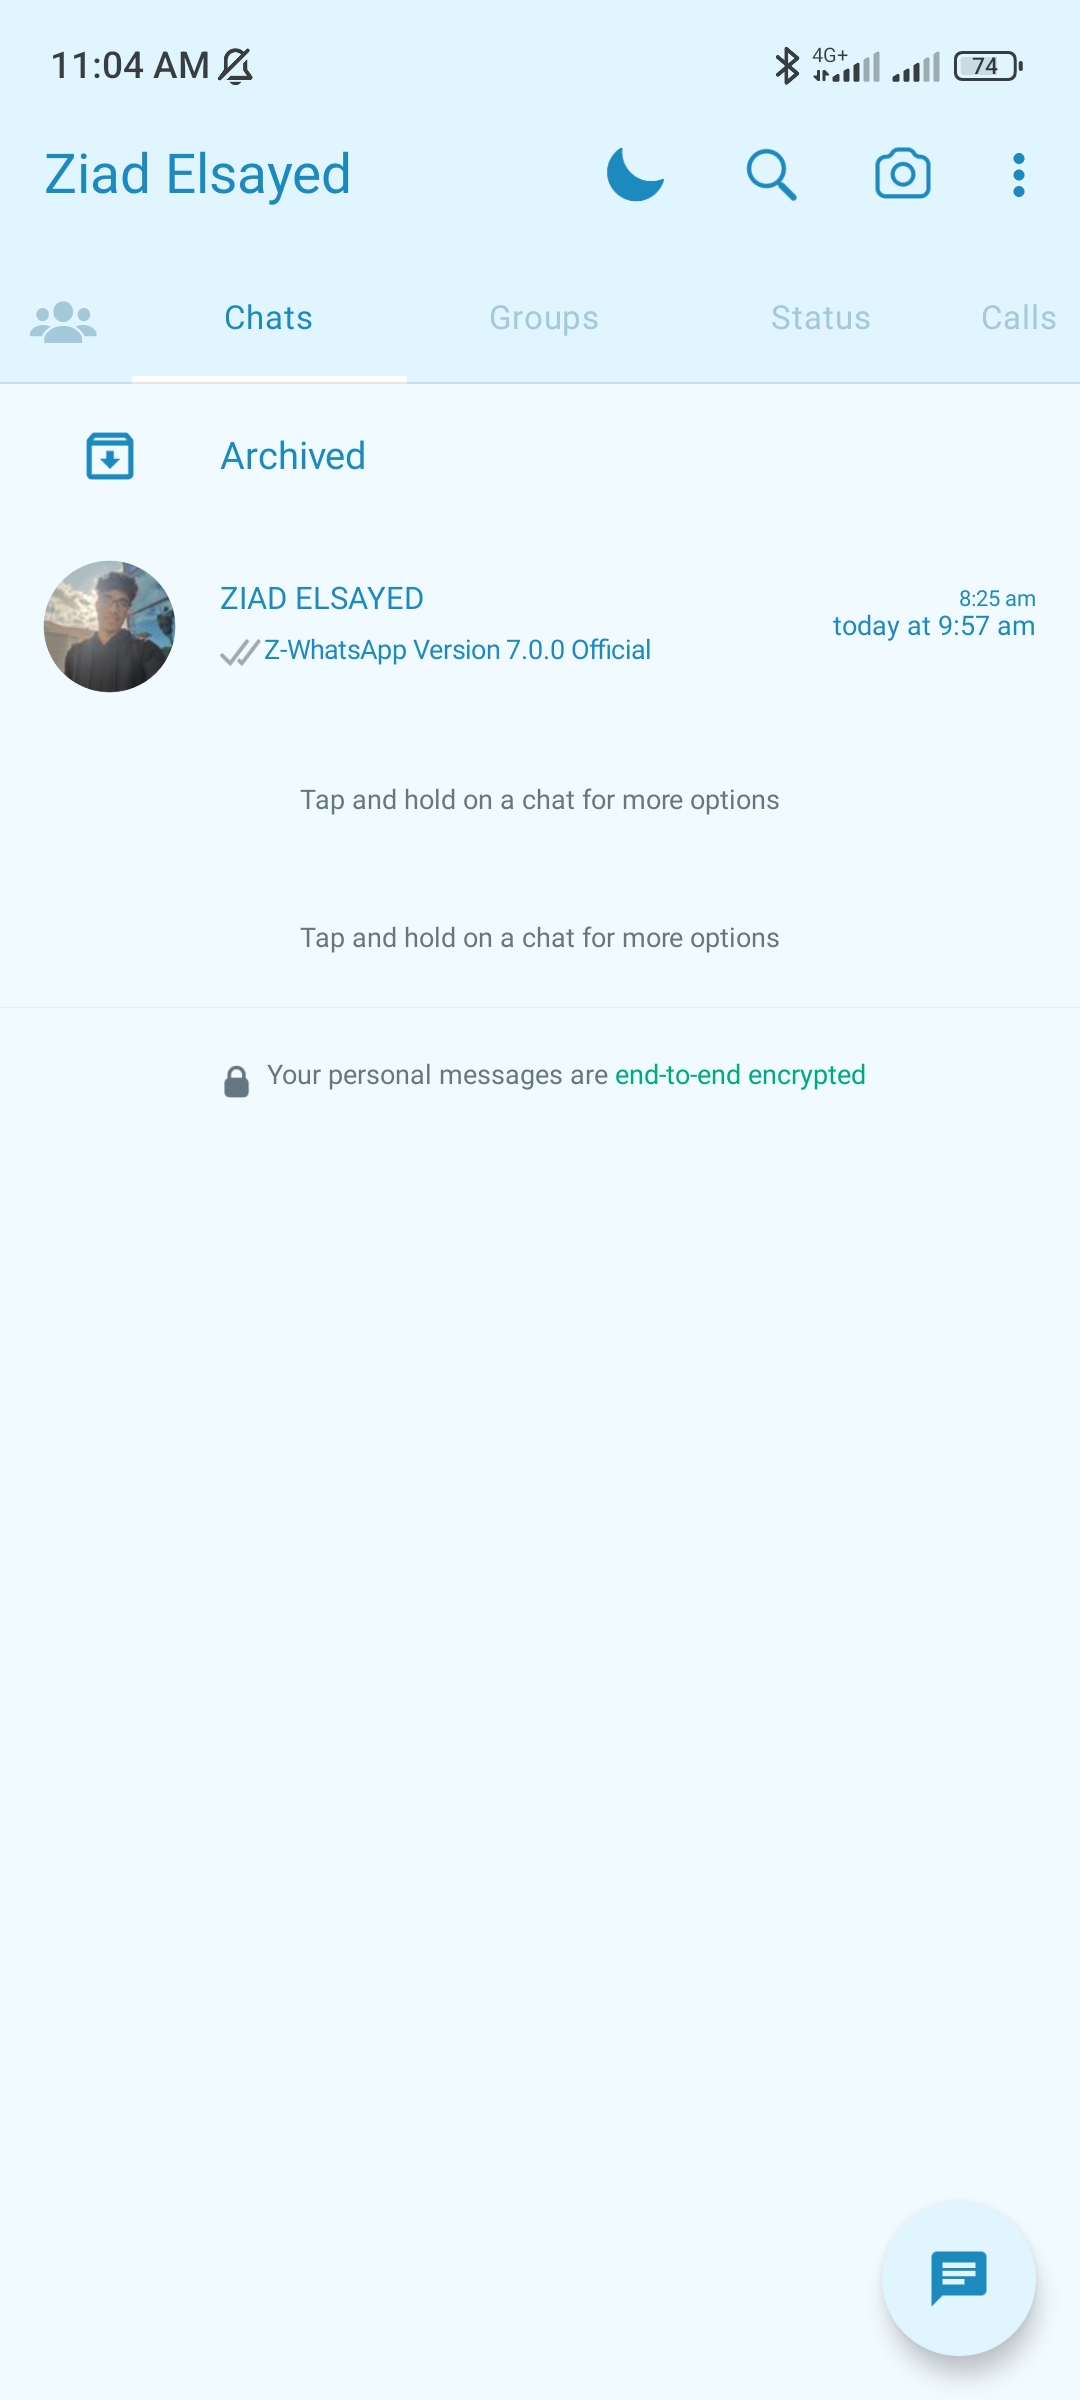 11:04 AM
4G+
74
Ziad Elsayed
Chats
Groups
Status
Calls
Archived
ZIAD ELSAYED
8:25 am
Z-WhatsApp Version 7.0.0 Official
today at 9:57 am
Tap and hold on a chat for more options
Tap and hold on a chat for more options
Your personal messages are end-to-end encrypted